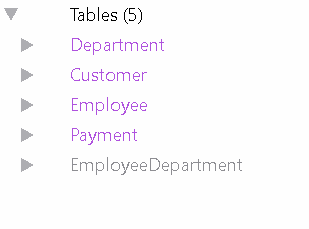 Tables (5)
Department
Customer
Employee
Payment
EmployeeDepartment